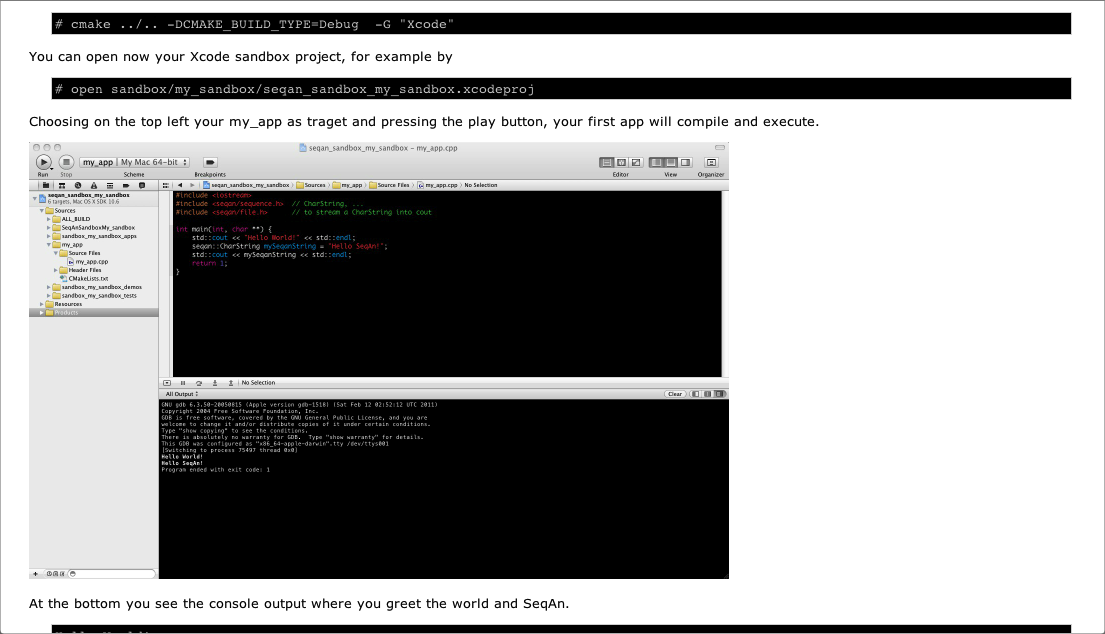 # cmake ../.. -DCMAKE_BUILD_TYPE=Debug  -G "Xcode"
You can open now your Xcode sandbox project, for example by
# open sandbox/my_sandbox/seqan_sandbox_my_sandbox.xcodeproj
Choosing on the top left your my_app as traget and pressing the play button, your first app will compile and execute.
seqan_sandbox_my_sandbox – my_app.cpp
my_app My Mac 64-bit
Run Stop Scheme Breakpoints Editor View Organizer
seqan_sandbox_my_sandbox Sources my_app Source Files my_app.cpp No Selection
seqan_sandbox_my_sandbox
6 targets, Mac OS X SDK 10.6
Sources
ALL_BUILD
SeqAnSandboxMy_sandbox
sandbox_my_sandbox_apps
my_app
Source Files
my_app.cpp
Header Files
CMakeLists.txt
sandbox_my_sandbox_demos
sandbox_my_sandbox_tests
Resources
Products
#include <iostream>
#include <seqan/sequence.h>  // CharString, ...
#include <seqan/file.h>      // to stream a CharString into cout
int main(int, char **) {
    std::cout << "Hello World!" << std::endl;
    seqan::CharString mySeqanString = "Hello SeqAn!";
    std::cout << mySeqanString << std::endl;
    return 1;
}
No Selection
All Output Clear
GNU gdb 6.3.50-20050815 (Apple version gdb-1518) (Sat Feb 12 02:52:12 UTC 2011)
Copyright 2004 Free Software Foundation, Inc.
GDB is free software, covered by the GNU General Public License, and you are
welcome to change it and/or distribute copies of it under certain conditions.
Type "show copying" to see the conditions.
There is absolutely no warranty for GDB.  Type "show warranty" for details.
This GDB was configured as "x86_64-apple-darwin".tty /dev/ttys001
[Switching to process 75497 thread 0x0]
Hello World!
Hello SeqAn!
Program ended with exit code: 1
At the bottom you see the console output where you greet the world and SeqAn.